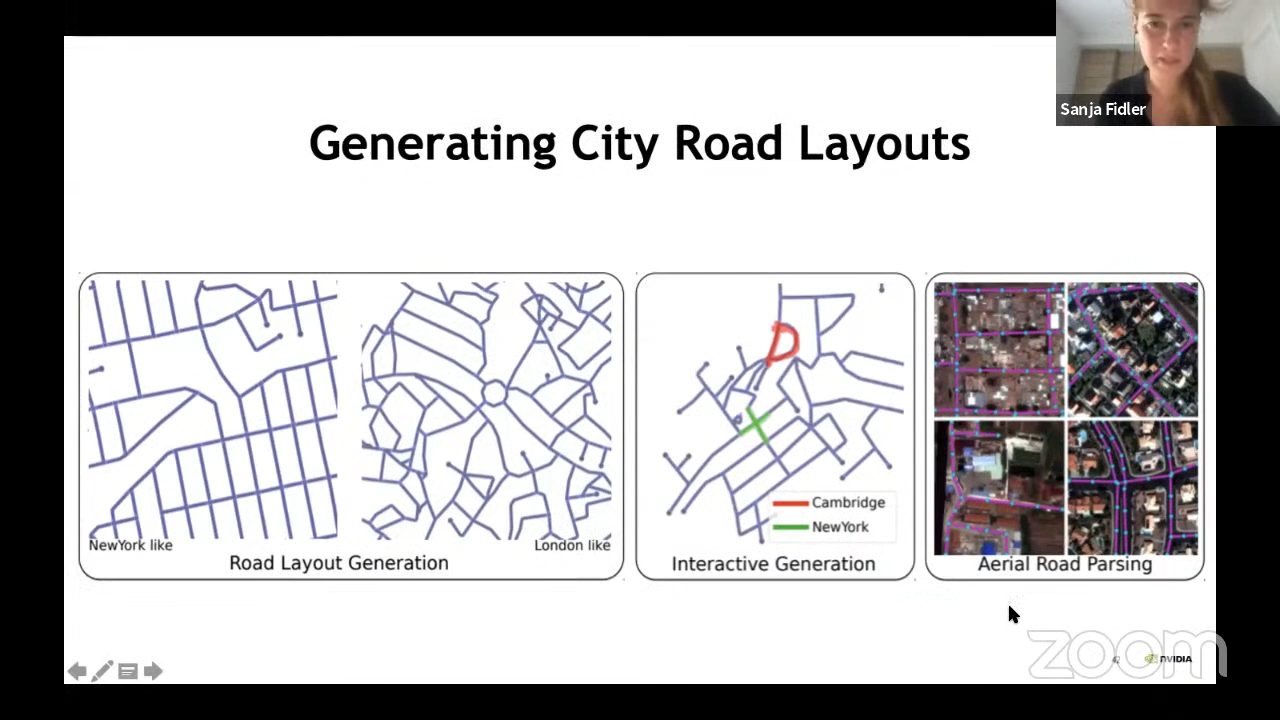 Sanja Fidler
Generating City Road Layouts
NewYork like
London like
Road Layout Generation
Cambridge
NewYork
Interactive Generation
Aerial Road Parsing
zoom
42
NVIDIA